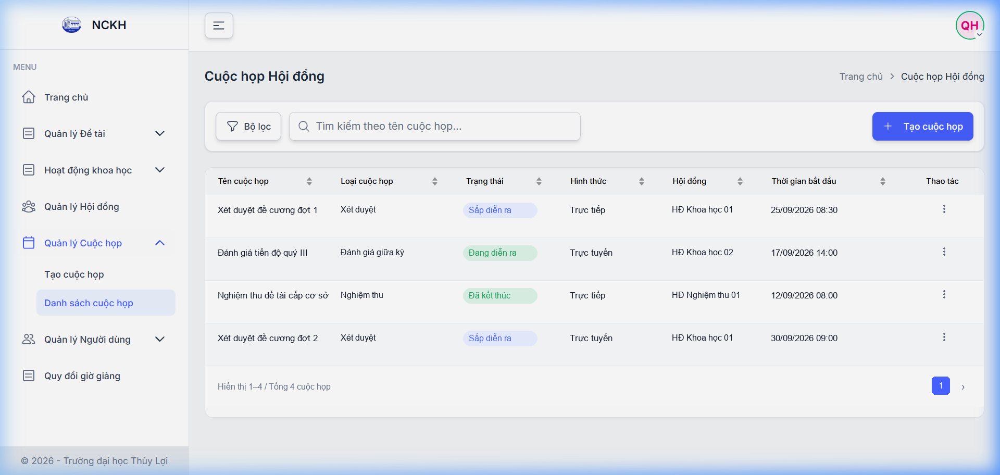 NCKH
QH
MENU
Trang chủ
Quản lý Đề tài
Hoạt động khoa học
Quản lý Hội đồng
Quản lý Cuộc họp
Tạo cuộc họp
Danh sách cuộc họp
Quản lý Người dùng
Quy đổi giờ giảng
© 2026 - Trường đại học Thủy Lợi
Cuộc họp Hội đồng
Trang chủ > Cuộc họp Hội đồng
Bộ lọc
Tìm kiếm theo tên cuộc họp...
+ Tạo cuộc họp
Tên cuộc họp Loại cuộc họp Trạng thái Hình thức Hội đồng Thời gian bắt đầu Thao tác
Xét duyệt đề cương đợt 1 Xét duyệt Sắp diễn ra Trực tiếp HĐ Khoa học 01 25/09/2026 08:30
Đánh giá tiến độ quý III Đánh giá giữa kỳ Đang diễn ra Trực tuyến HĐ Khoa học 02 17/09/2026 14:00
Nghiệm thu đề tài cấp cơ sở Nghiệm thu Đã kết thúc Trực tiếp HĐ Nghiệm thu 01 12/09/2026 08:00
Xét duyệt đề cương đợt 2 Xét duyệt Sắp diễn ra Trực tuyến HĐ Khoa học 01 30/09/2026 09:00
Hiển thị 1–4 / Tổng 4 cuộc họp
1 ›